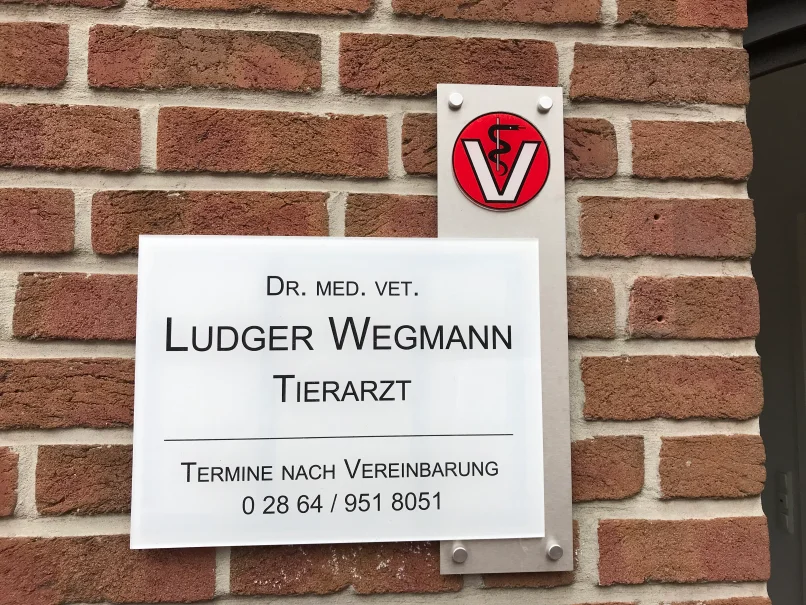 V
DR. MED. VET.
LUDGER WEGMANN
TIERARZT
TERMINE NACH VEREINBARUNG
0 28 64 / 951 8051